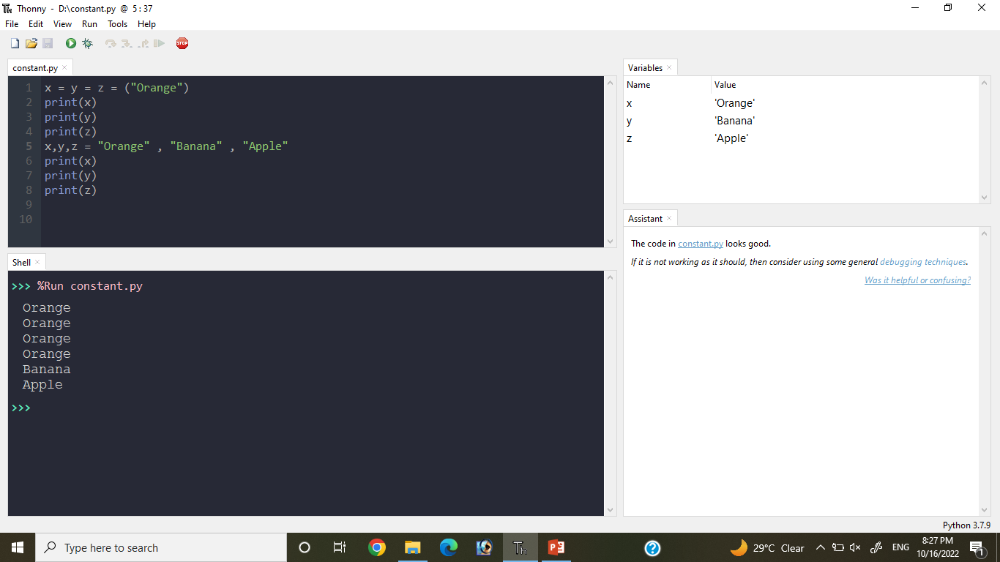 Thonny - D:\constant.py @ 5:37
File Edit View Run Tools Help
STOP
constant.py
1 x = y = z = ("Orange")
2 print(x)
3 print(y)
4 print(z)
5 x,y,z = "Orange" , "Banana" , "Apple"
6 print(x)
7 print(y)
8 print(z)
9
10
Shell
>>> %Run constant.py
Orange
Orange
Orange
Orange
Banana
Apple
>>>
Variables
Name Value
x 'Orange'
y 'Banana'
z 'Apple'
Assistant
The code in constant.py looks good.
If it is not working as it should, then consider using some general debugging techniques.
Was it helpful or confusing?
Python 3.7.9
Type here to search
29°C Clear
ENG
8:27 PM
10/16/2022
1